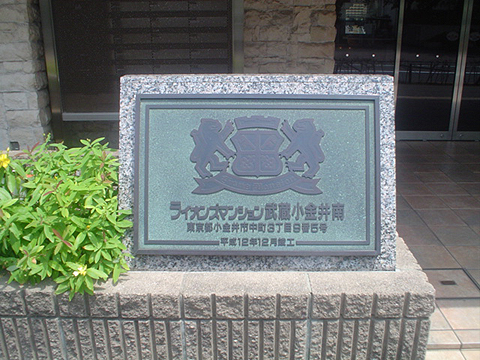 ライオンズマンション武蔵小金井南
東京都小金井市中町3丁目9番5号
平成12年12月竣工